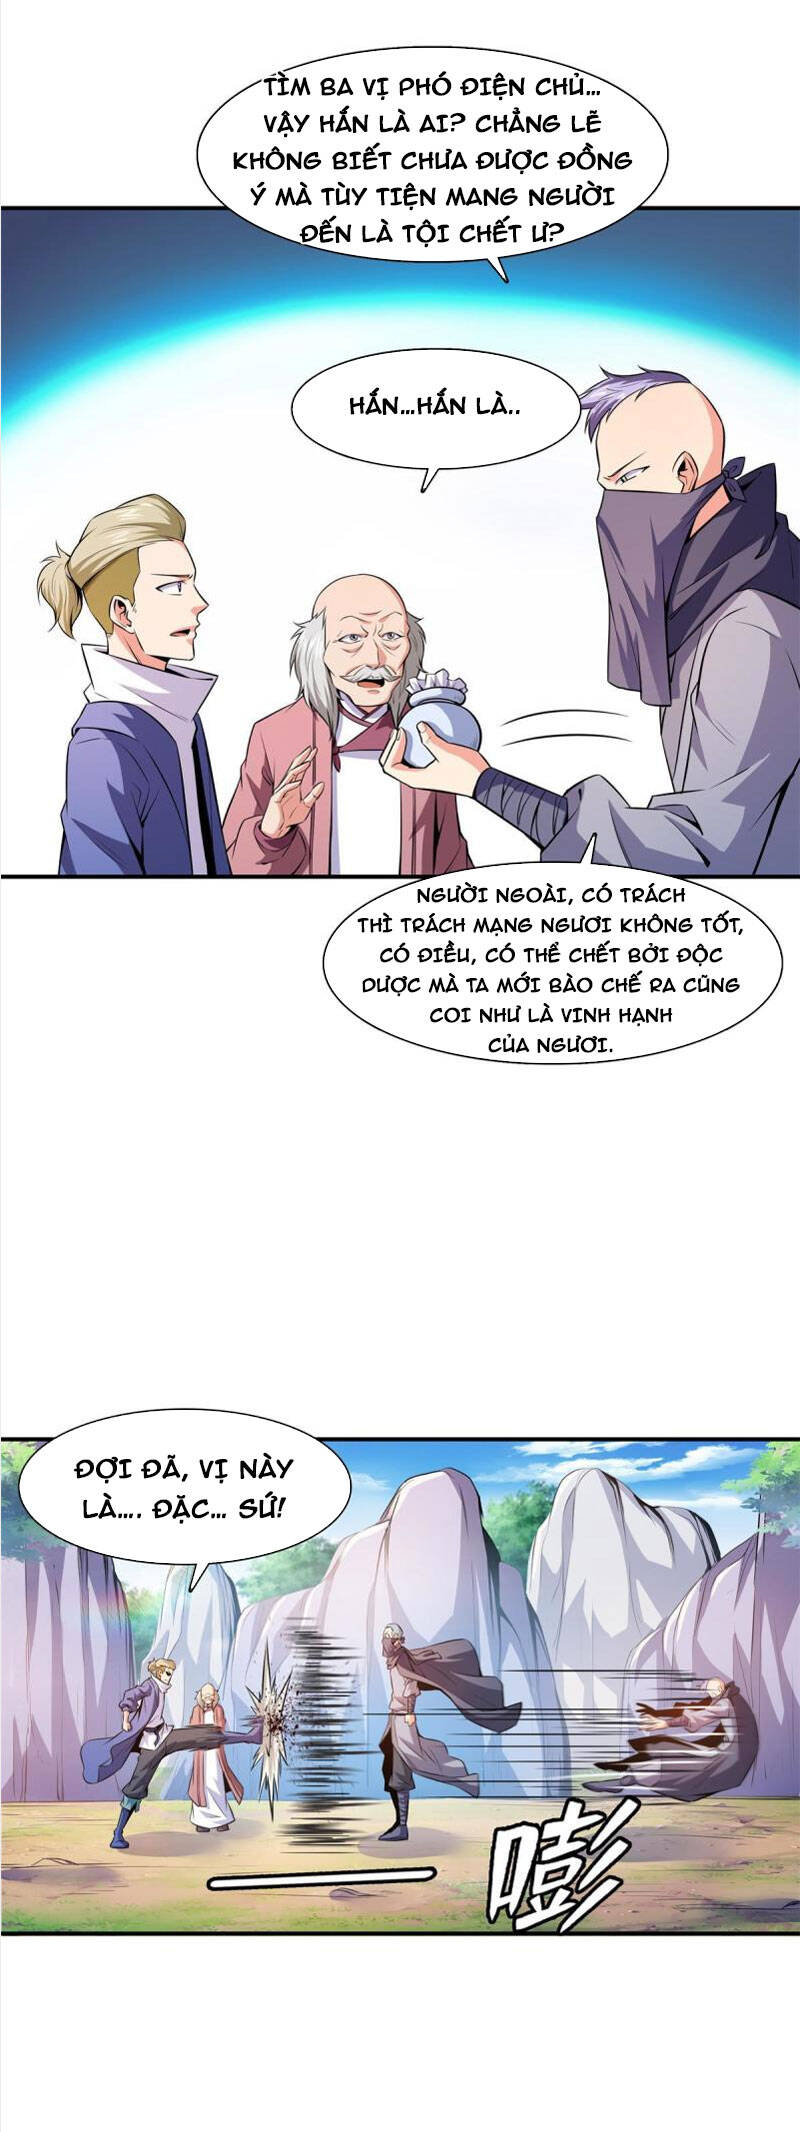 TÌM BA VỊ PHÓ ĐIỆN CHỦ...
VẬY HẮN LÀ AI? CHẲNG LẼ
KHÔNG BIẾT CHƯA ĐƯỢC ĐỒNG
Ý MÀ TÙY TIỆN MANG NGƯỜI
ĐẾN LÀ TỘI CHẾT Ư?
HẮN...HẮN LÀ..
NGƯỜI NGOÀI, CÓ TRÁCH
THÌ TRÁCH MẠNG NGƯƠI KHÔNG TỐT,
CÓ ĐIỀU, CÓ THỂ CHẾT BỞI ĐỘC
DƯỢC MÀ TA MỚI BÀO CHẾ RA CŨNG
COI NHƯ LÀ VINH HẠNH
CỦA NGƯƠI.
ĐỢI ĐÃ, VỊ NÀY
LÀ.... ĐẶC... SỨ!
嘭